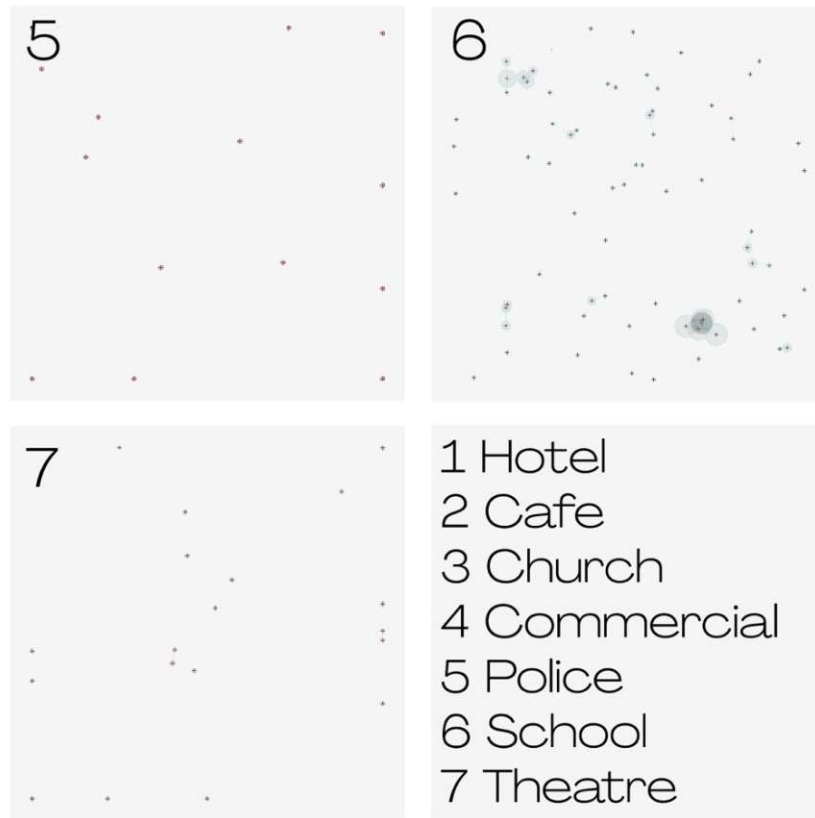 5
6
7
1 Hotel
2 Cafe
3 Church
4 Commercial
5 Police
6 School
7 Theatre